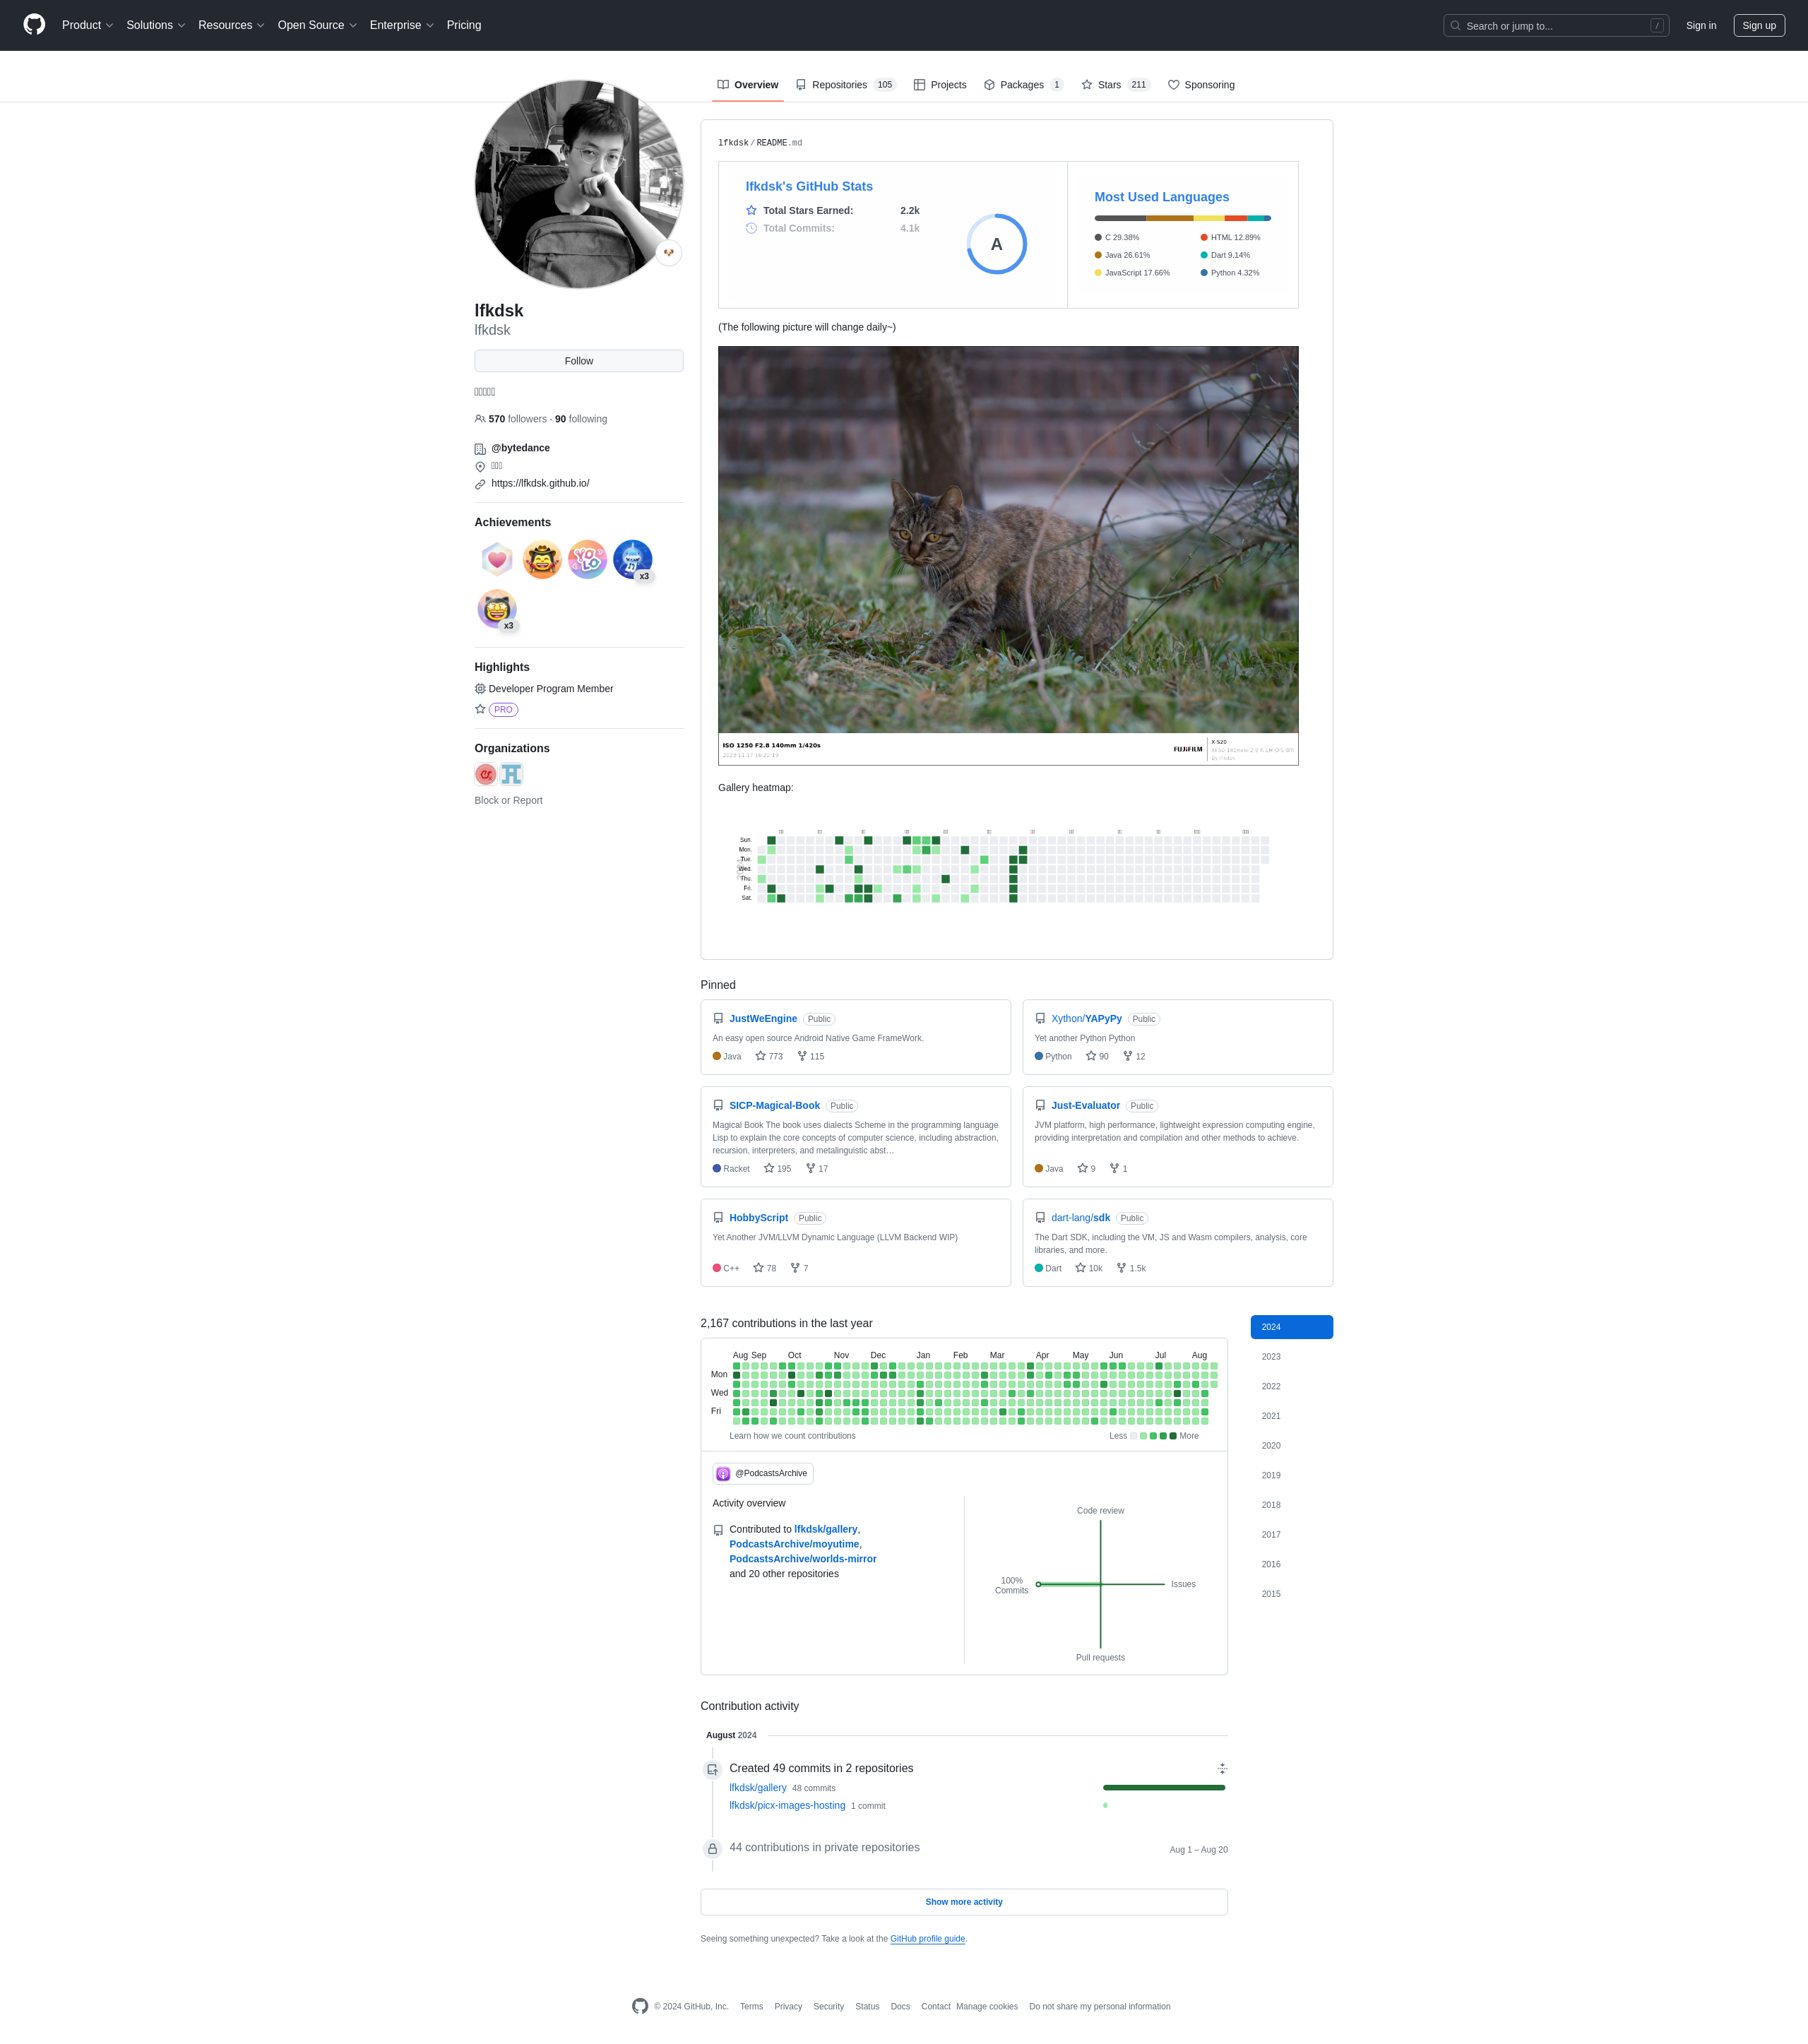 Product Solutions Resources Open Source Enterprise Pricing
Search or jump to... /
Sign in
Sign up
Overview
Repositories 105
Projects
Packages 1
Stars 211
Sponsoring
lfkdsk
lfkdsk
Follow
570 followers · 90 following
@bytedance
https://lfkdsk.github.io/
Achievements
YOLO
x3
x3
Highlights
Developer Program Member
PRO
Organizations
Block or Report
lfkdsk / README.md
lfkdsk's GitHub Stats
Total Stars Earned: 2.2k
Total Commits: 4.1k
A
Most Used Languages
C 29.38%
Java 26.61%
JavaScript 17.66%
HTML 12.89%
Dart 9.14%
Python 4.32%
(The following picture will change daily~)
ISO 1250 F2.8 140mm 1/420s
FUJIFILM
X-S20
Gallery heatmap:
Sun.
Mon.
Tue.
Wed.
Thu.
Fri.
Sat.
Pinned
JustWeEngine Public
An easy open source Android Native Game FrameWork.
Java 773 115
Xython/YAPyPy Public
Yet another Python Python
Python 90 12
SICP-Magical-Book Public
Magical Book The book uses dialects Scheme in the programming language
Lisp to explain the core concepts of computer science, including abstraction,
recursion, interpreters, and metalinguistic abst…
Racket 195 17
Just-Evaluator Public
JVM platform, high performance, lightweight expression computing engine,
providing interpretation and compilation and other methods to achieve.
Java 9 1
HobbyScript Public
Yet Another JVM/LLVM Dynamic Language (LLVM Backend WIP)
C++ 78 7
dart-lang/sdk Public
The Dart SDK, including the VM, JS and Wasm compilers, analysis, core
libraries, and more.
Dart 10k 1.5k
2,167 contributions in the last year
Aug Sep Oct Nov Dec Jan Feb Mar Apr May Jun Jul Aug
Mon
Wed
Fri
Learn how we count contributions
Less More
@PodcastsArchive
Activity overview
Contributed to lfkdsk/gallery,
PodcastsArchive/moyutime,
PodcastsArchive/worlds-mirror
and 20 other repositories
Code review
100%
Commits
Issues
Pull requests
2024
2023
2022
2021
2020
2019
2018
2017
2016
2015
Contribution activity
August 2024
Created 49 commits in 2 repositories
lfkdsk/gallery 48 commits
lfkdsk/picx-images-hosting 1 commit
44 contributions in private repositories
Aug 1 – Aug 20
Show more activity
Seeing something unexpected? Take a look at the GitHub profile guide.
© 2024 GitHub, Inc. Terms Privacy Security Status Docs Contact Manage cookies Do not share my personal information